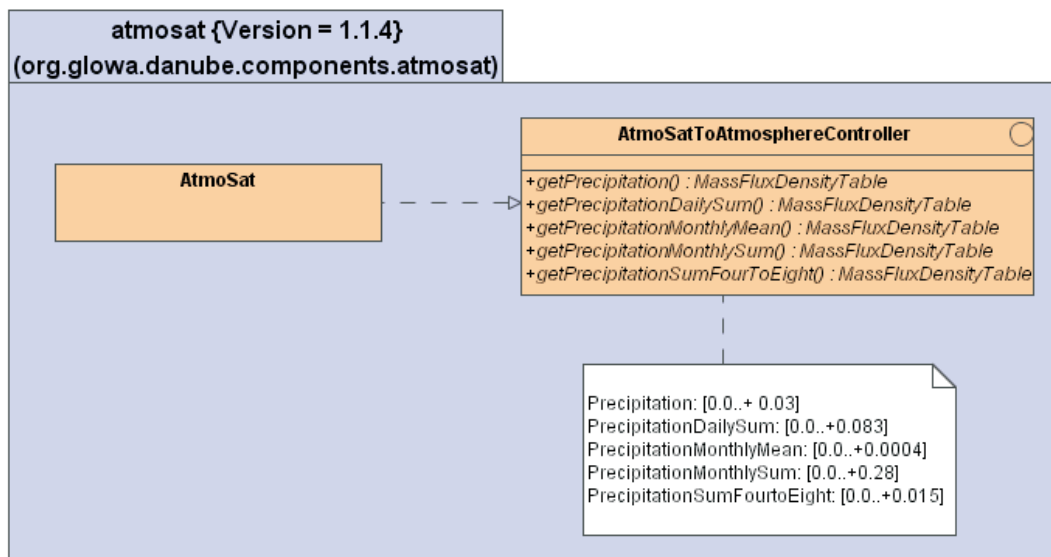 atmosat {Version = 1.1.4}
(org.glowa.danube.components.atmosat)
AtmoSat
AtmoSatToAtmosphereController
+getPrecipitation() : MassFluxDensityTable
+getPrecipitationDailySum() : MassFluxDensityTable
+getPrecipitationMonthlyMean() : MassFluxDensityTable
+getPrecipitationMonthlySum() : MassFluxDensityTable
+getPrecipitationSumFourToEight() : MassFluxDensityTable
Precipitation: [0.0..+ 0.03]
PrecipitationDailySum: [0.0..+0.083]
PrecipitationMonthlyMean: [0.0..+0.0004]
PrecipitationMonthlySum: [0.0..+0.28]
PrecipitationSumFourtoEight: [0.0..+0.015]